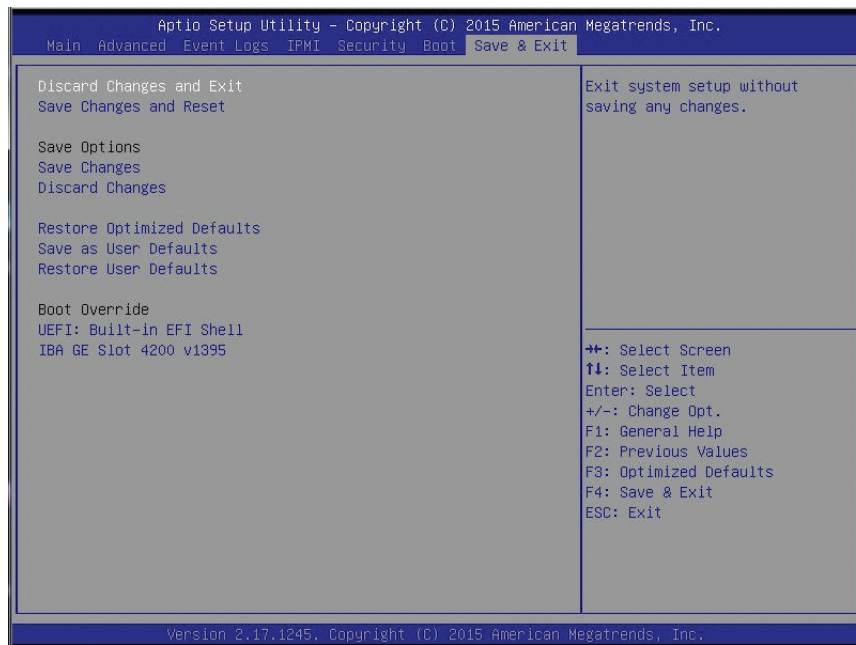 Aptio Setup Utility – Copyright (C) 2015 American Megatrends, Inc.
Main Advanced Event Logs IPMI Security Boot Save & Exit
Discard Changes and Exit
Save Changes and Reset
Save Options
Save Changes
Discard Changes
Restore Optimized Defaults
Save as User Defaults
Restore User Defaults
Boot Override
UEFI: Built-in EFI Shell
IBA GE Slot 4200 v1395
Exit system setup without
saving any changes.
→←: Select Screen
↑↓: Select Item
Enter: Select
+/-: Change Opt.
F1: General Help
F2: Previous Values
F3: Optimized Defaults
F4: Save & Exit
ESC: Exit
Version 2.17.1245. Copyright (C) 2015 American Megatrends, Inc.